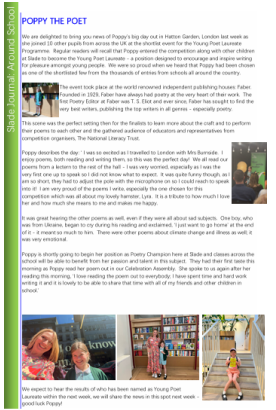 Slade Journal: Around School
POPPY THE POET
We are delighted to bring you news of Poppy's big day out in Hatton Garden, London last week as
she joined 10 other pupils from across the UK at the shortlist event for the Young Poet Laureate
Programme. Regular readers will recall that Poppy entered the competition along with other children
at Slade to become the Young Poet Laureate - a position designed to encourage and inspire writing
for pleasure amongst young people. We were so proud when we heard that Poppy had been chosen
as one of the shortlisted few from the thousands of entries from schools all around the country.
The event took place at the world renowned independent publishing houses Faber.
Founded in 1929, Faber have always had poetry at the very heart of their work. The
first Poetry Editor at Faber was T. S. Eliot and ever since, Faber has sought to find the
very best writers, publishing the top writers in all genres - especially poetry.
This scene was the perfect setting then for the finalists to learn more about the craft and to perform
their poems to each other and the gathered audience of educators and representatives from
competition organisers, The National Literacy Trust.
Poppy describes the day: ' I was so excited as I travelled to London with Mrs Burnside. I
enjoy poems, both reading and writing them, so this was the perfect day! We all read our
poems from a lectern to the rest of the hall - I was very worried, especially as I was the
very first one up to speak so I did not know what to expect. It was quite funny though, as I
am so short, they had to adjust the pole with the microphone on so I could reach to speak
into it! I am very proud of the poems I write, especially the one chosen for this
competition which was all about my lovely hamster, Lyra. It is a tribute to how much I love
her and how much she means to me and makes me happy.
It was great hearing the other poems as well, even if they were all about sad subjects. One boy, who
was from Ukraine, began to cry during his reading and exclaimed, 'I just want to go home' at the end
of it - it meant so much to him. There were other poems about climate change and illness as well; it
was very emotional.
Poppy is shortly going to begin her position as Poetry Champion here at Slade and classes across the
school will be able to benefit from her passion and talent in this subject. They had their first taste this
morning as Poppy read her poem out in our Celebration Assembly. She spoke to us again after her
reading this morning, 'I love reading the poem out to everybody; I have spent time and hard work
writing it and it is lovely to be able to share that time with all of my friends and other children in
school.'
know
We expect to hear the results of who has been named as Young Poet
Laureate within the next week, we will share the news in this spot next week -
good luck Poppy!